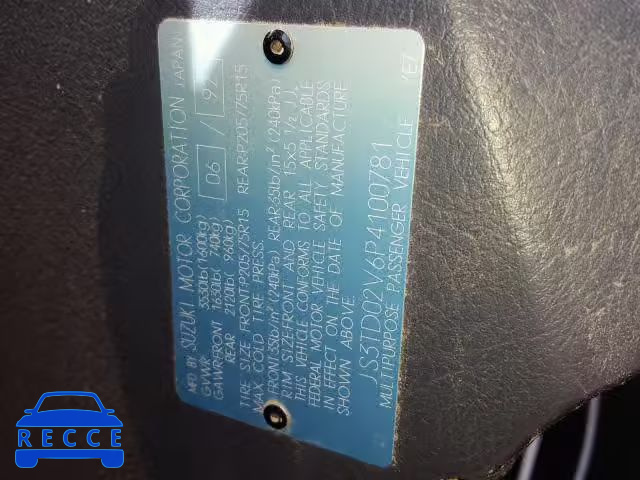 MFD. BY SUZUKI MOTOR CORPORATION JAPAN
GVWR 3530lb(1600kg) 06 / 92
GAWR-FRONT 1630lb( 740kg)
REAR 2120lb( 960kg)
TIRE SIZE FRONT:P205/75R15 REAR:P205/75R15
MAX COLD TIRE PRESS.
FRONT:35lb/in²(240kPa) REAR:35lb/in²(240kPa)
RIM SIZE-FRONT AND REAR 15x5 1/2 JJ
THIS VEHICLE CONFORMS TO ALL APPLICABLE
FEDERAL MOTOR VEHICLE SAFETY STANDARDS
IN EFFECT ON THE DATE OF MANUFACTURE
SHOWN ABOVE.
JS3TD02V6P4100781
MULTIPURPOSE PASSENGER VEHICLE 'E7
RECCE